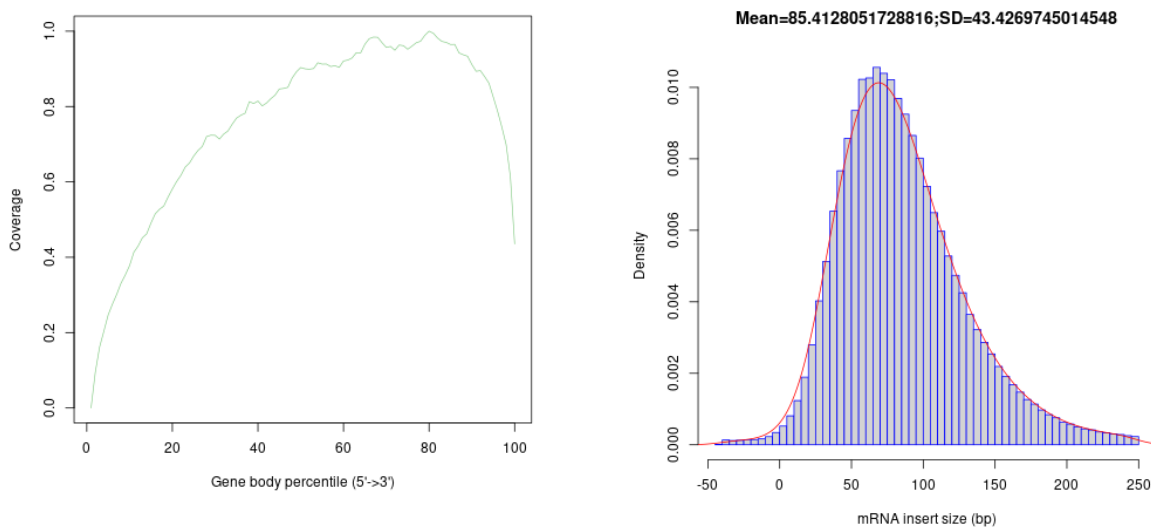 Coverage
1.0
0.8
0.6
0.4
0.2
0.0
0 20 40 60 80 100
Gene body percentile (5'->3')
Mean=85.4128051728816;SD=43.4269745014548
Density
0.010
0.008
0.006
0.004
0.002
0.000
-50 0 50 100 150 200 250
mRNA insert size (bp)